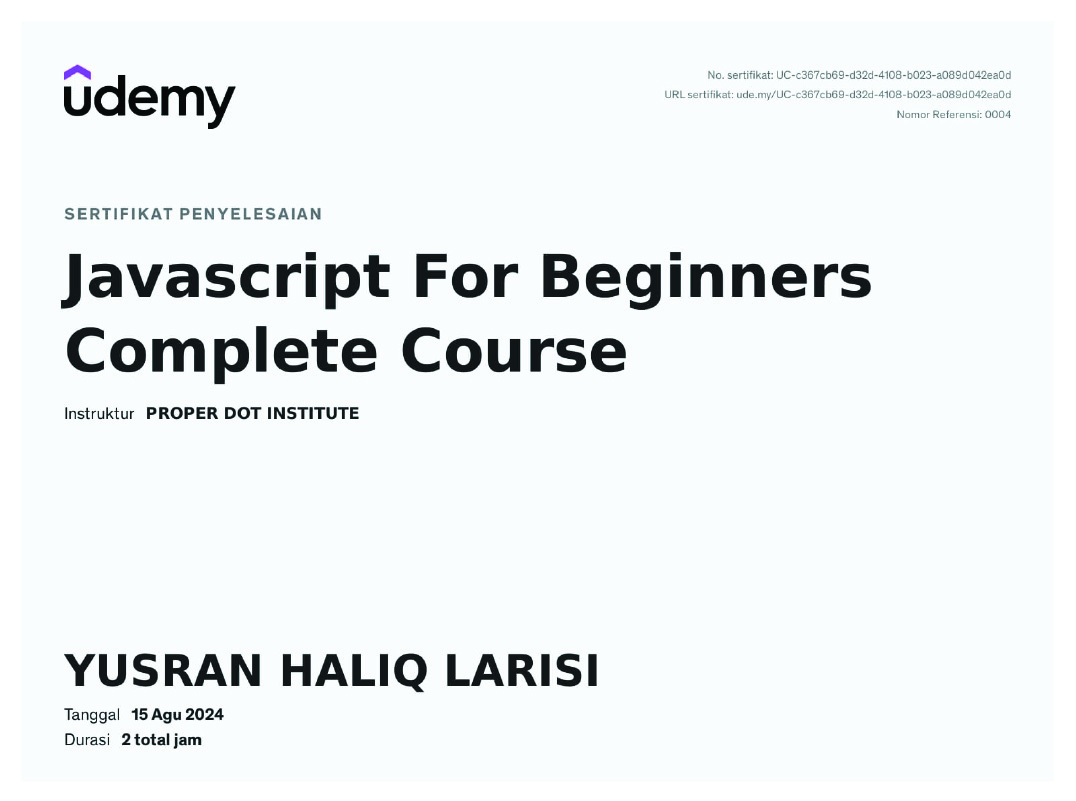 udemy
No. sertifikat: UC-c367cb69-d32d-4108-b023-a089d042ea0d
URL sertifikat: ude.my/UC-c367cb69-d32d-4108-b023-a089d042ea0d
Nomor Referensi: 0004
SERTIFIKAT PENYELESAIAN
Javascript For Beginners
Complete Course
Instruktur PROPER DOT INSTITUTE
YUSRAN HALIQ LARISI
Tanggal 15 Agu 2024
Durasi 2 total jam